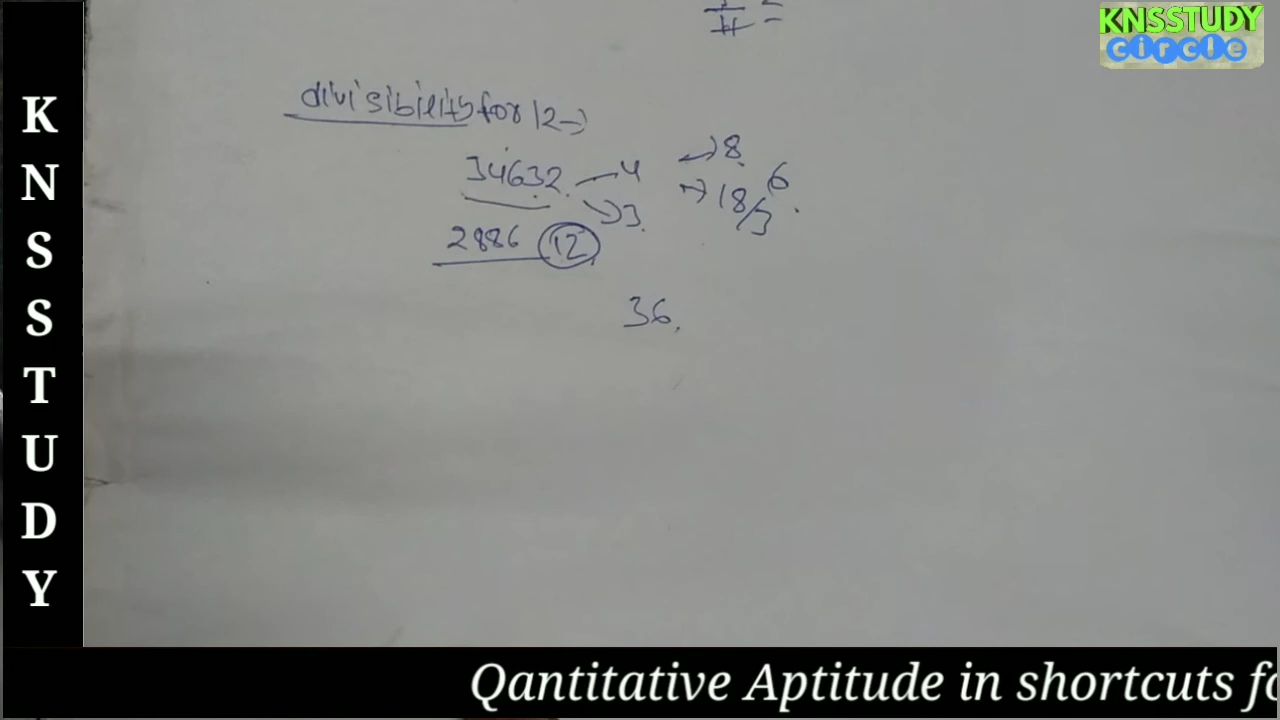 KNSSTUDY
circle
KNSSTUDY
divisibility for 12 →
34632 4 → 8
3 → 18/3 6
2886 12
36.
Qantitative Aptitude in shortcuts fo